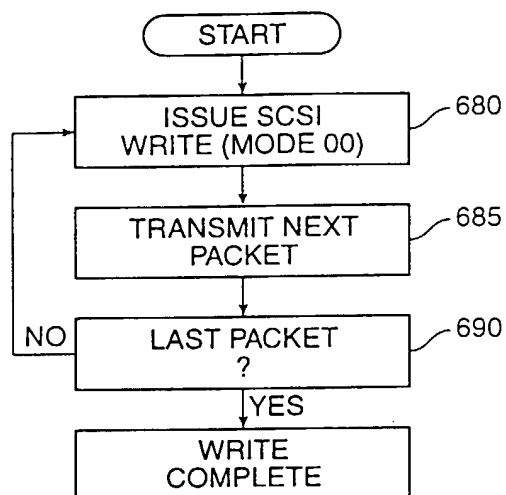 START
ISSUE SCSI
WRITE (MODE 00)
680
TRANSMIT NEXT
PACKET
685
LAST PACKET
?
690
NO
YES
WRITE
COMPLETE